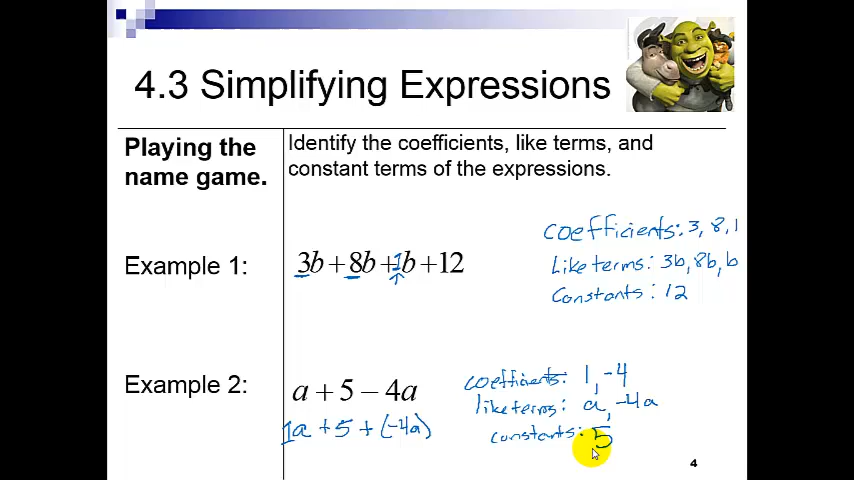 4.3 Simplifying Expressions
Playing the
name game.
Identify the coefficients, like terms, and
constant terms of the expressions.
Example 1:
3b + 8b + 1b + 12
coefficients: 3, 8, 1
Like terms: 3b, 8b, b
Constants: 12
Example 2:
a + 5 − 4a
1a + 5 + (-4a)
coefficients: 1, -4
like terms: a, -4a
constants: 5
4